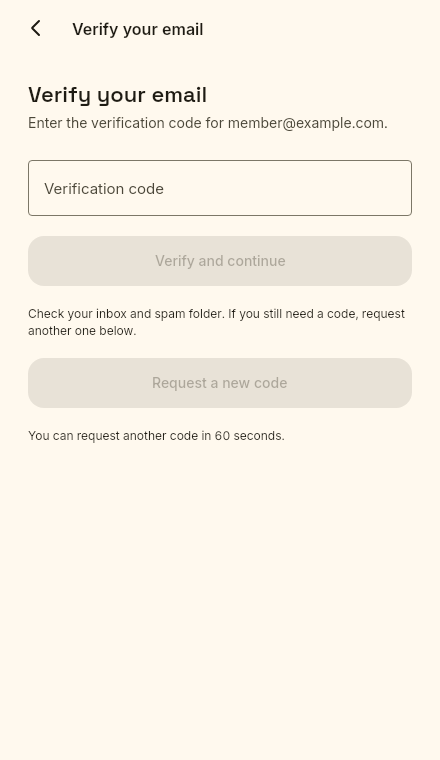 Verify your email
Verify your email
Enter the verification code for member@example.com.
Verification code
Verify and continue
Check your inbox and spam folder. If you still need a code, request
another one below.
Request a new code
You can request another code in 60 seconds.